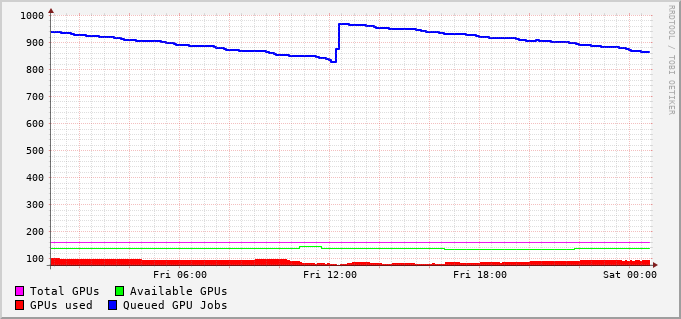 1000
900
800
700
600
500
400
300
200
100
Fri 06:00 Fri 12:00 Fri 18:00 Sat 00:00
Total GPUs Available GPUs
GPUs used Queued GPU Jobs
RRDTOOL / TOBI OETIKER